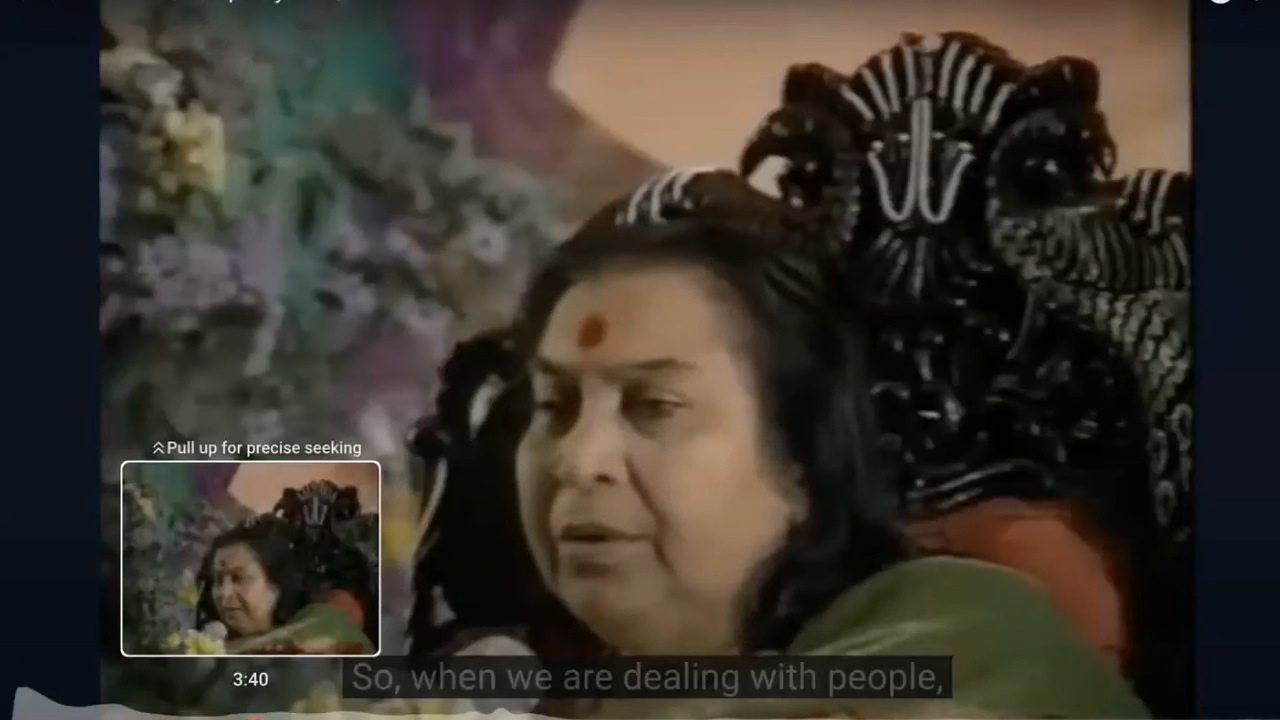 Pull up for precise seeking
3:40
So, when we are dealing with people,